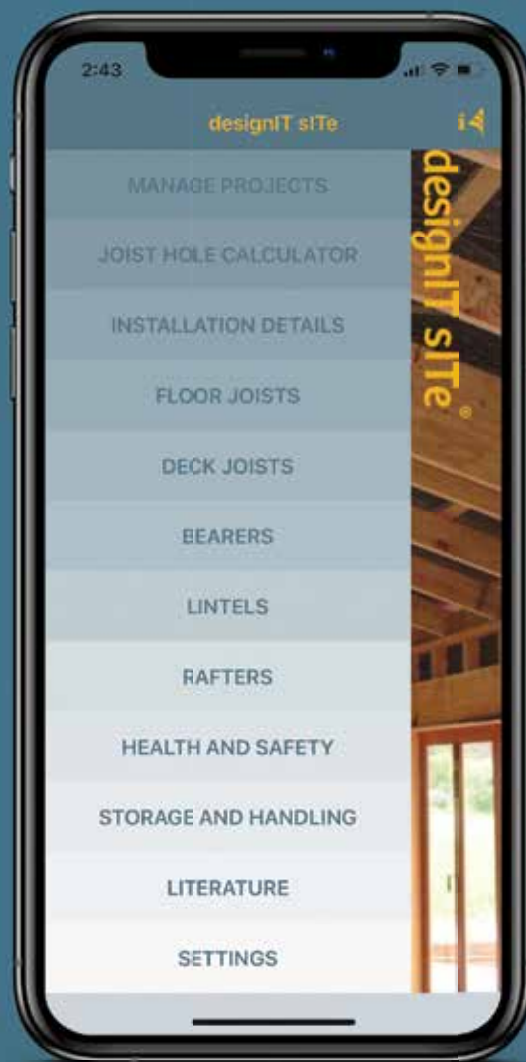 2:43
designIT sITe
MANAGE PROJECTS
JOIST HOLE CALCULATOR
INSTALLATION DETAILS
FLOOR JOISTS
DECK JOISTS
BEARERS
LINTELS
RAFTERS
HEALTH AND SAFETY
STORAGE AND HANDLING
LITERATURE
SETTINGS
designIT sITe®